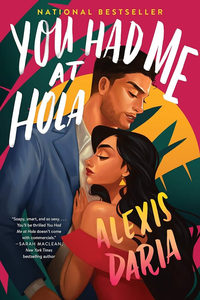 NATIONAL BESTSELLER
YOU HAD ME
AT
HOLA
ALEXIS
DARIA
"Soapy, smart, and so sexy. . . .
You'll be thrilled You Had
Me at Hola doesn't come
with commercials."
—SARAH MACLEAN,
New York Times
bestselling author